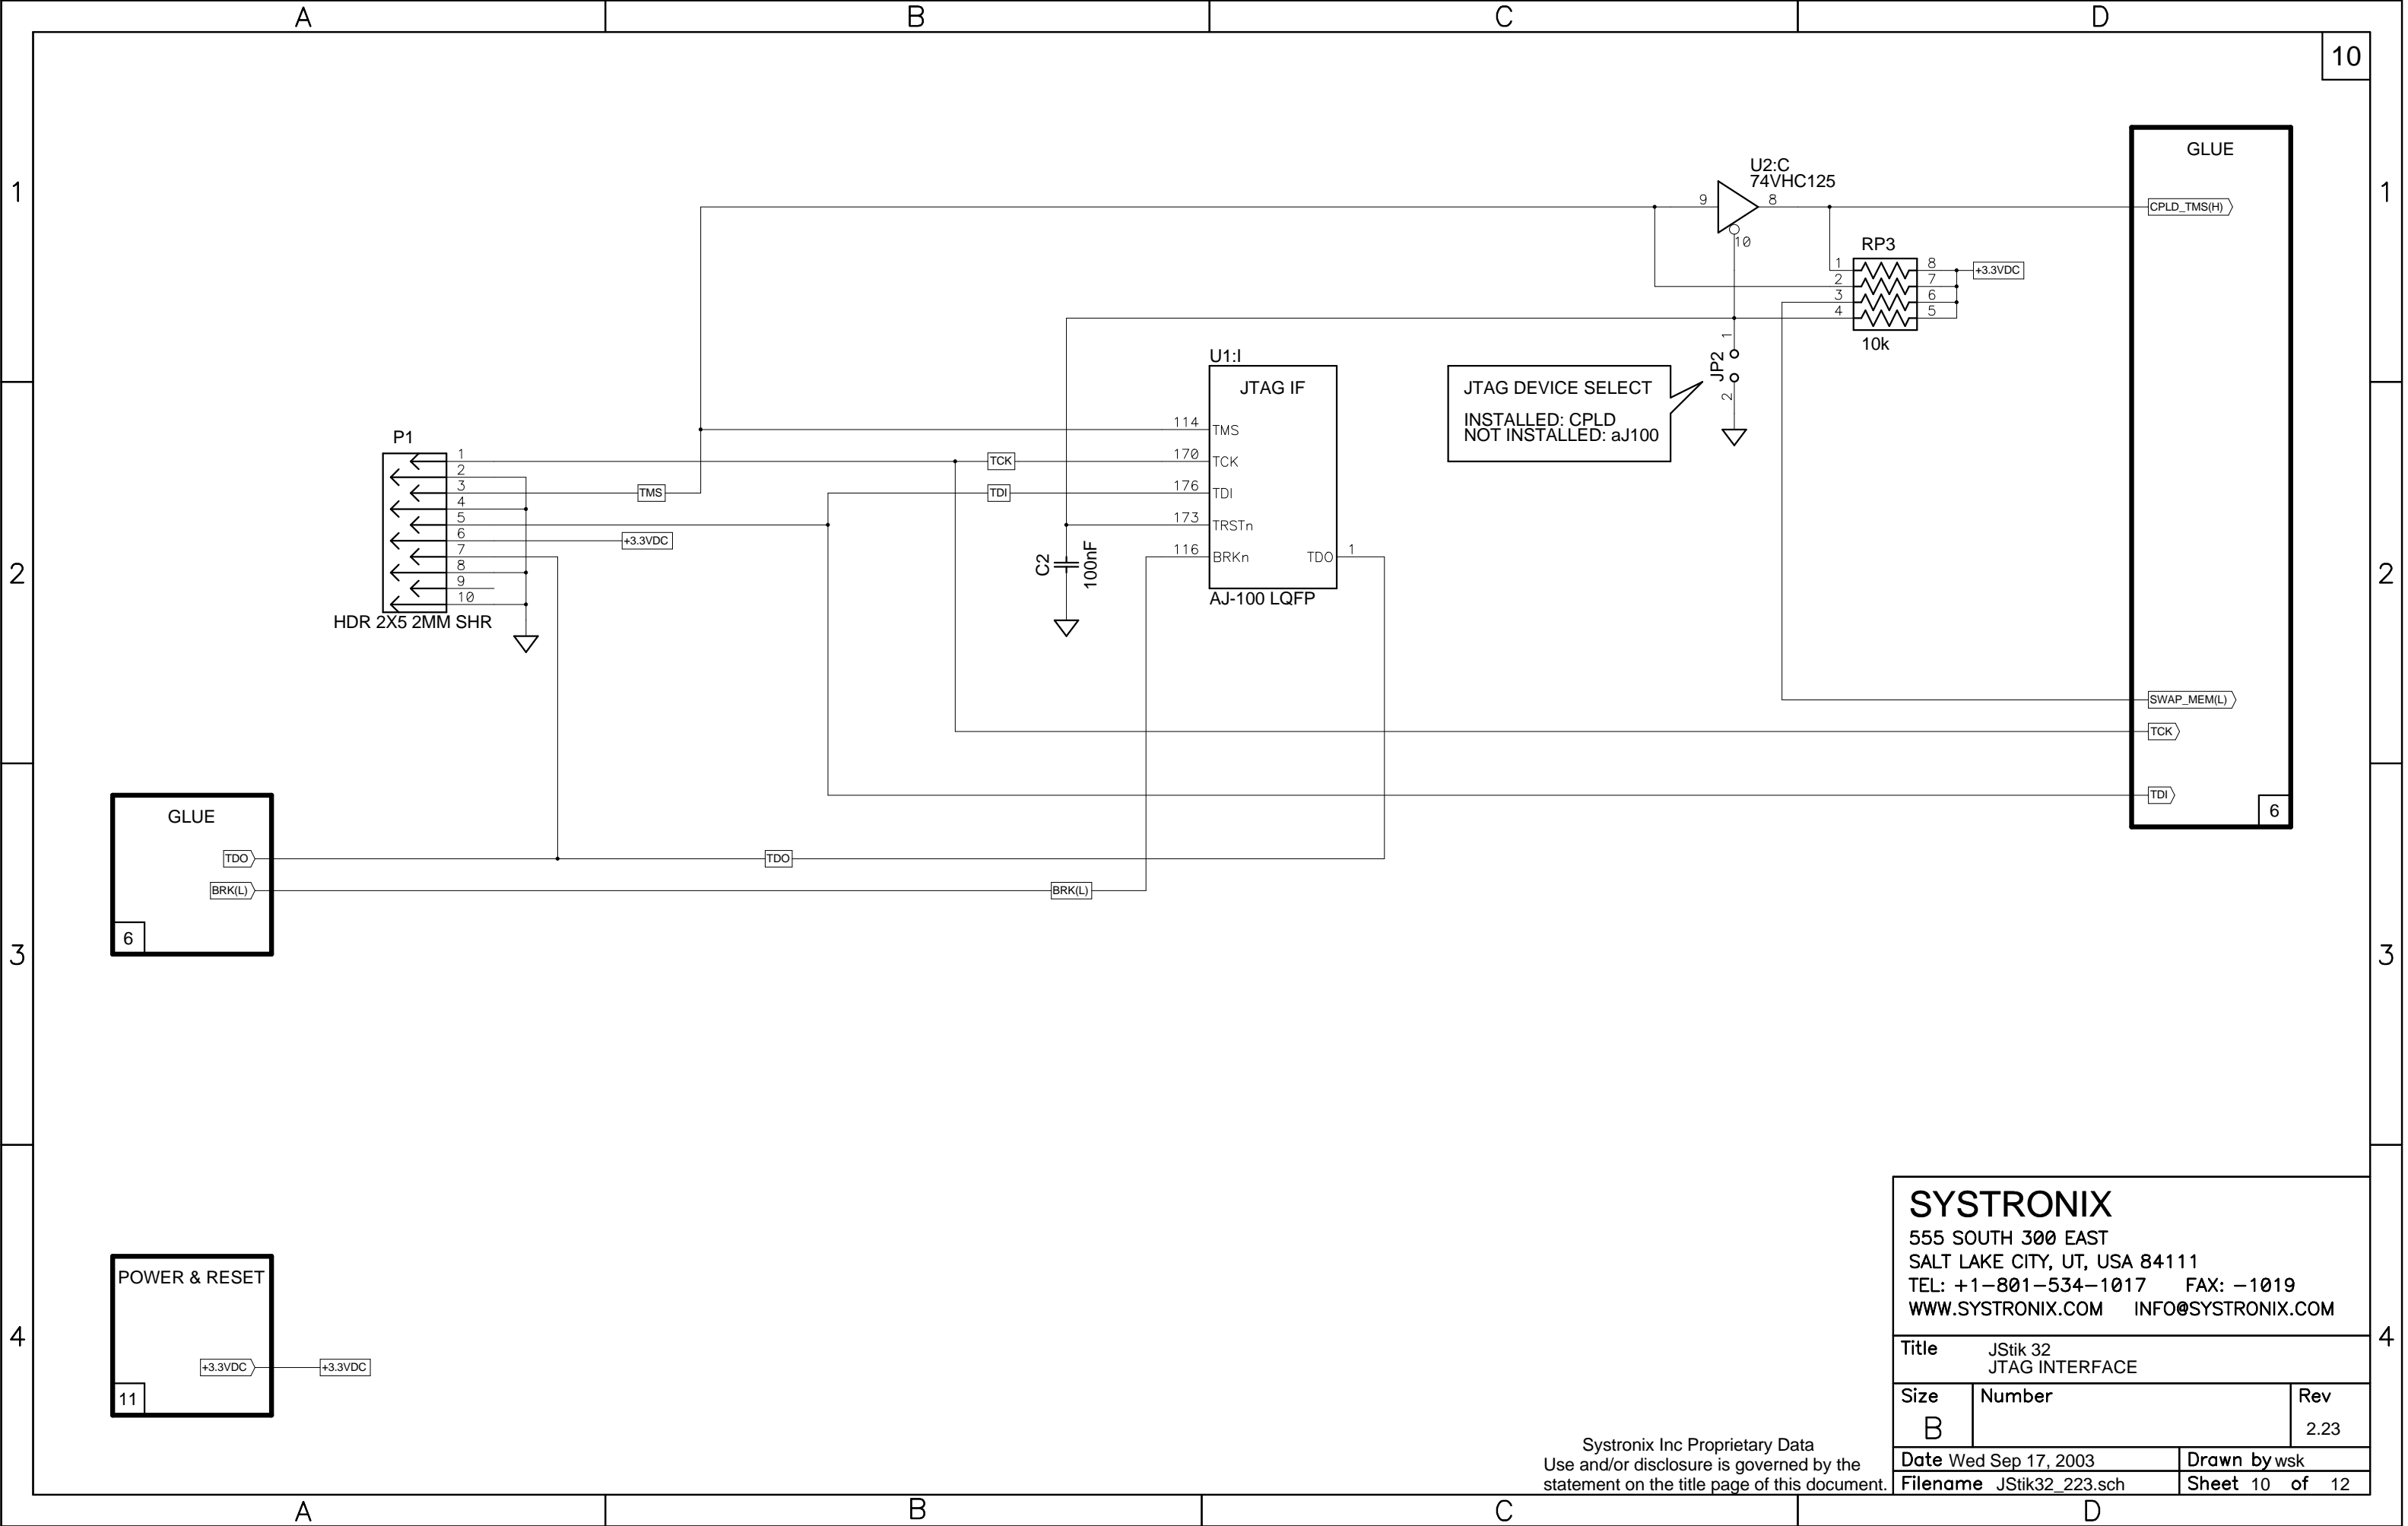 A B C D
10
1
1
2
2
3
3
4
4
GLUE
CPLD_TMS(H)
SWAP_MEM(L)
TCK
TDI
6
U2:C
74VHC125
9
8
10
RP3
1
2
3
4
8
7
6
5
+3.3VDC
10k
JP2
1
2
JTAG DEVICE SELECT
INSTALLED: CPLD
NOT INSTALLED: aJ100
U1:I
JTAG IF
114 TMS
170 TCK
176 TDI
173 TRSTn
116 BRKn
TDO 1
AJ-100 LQFP
C2
100nF
P1
1
2
3
4
5
6
7
8
9
10
HDR 2X5 2MM SHR
TMS
TCK
TDI
+3.3VDC
GLUE
TDO
BRK(L)
6
TDO
BRK(L)
POWER & RESET
+3.3VDC
+3.3VDC
11
Systronix Inc Proprietary Data
Use and/or disclosure is governed by the
statement on the title page of this document.
SYSTRONIX
555 SOUTH 300 EAST
SALT LAKE CITY, UT, USA 84111
TEL: +1-801-534-1017 FAX: -1019
WWW.SYSTRONIX.COM INFO@SYSTRONIX.COM
Title JStik 32
JTAG INTERFACE
Size Number Rev
B 2.23
Date Wed Sep 17, 2003 Drawn by wsk
Filename JStik32_223.sch Sheet 10 of 12
A B C D